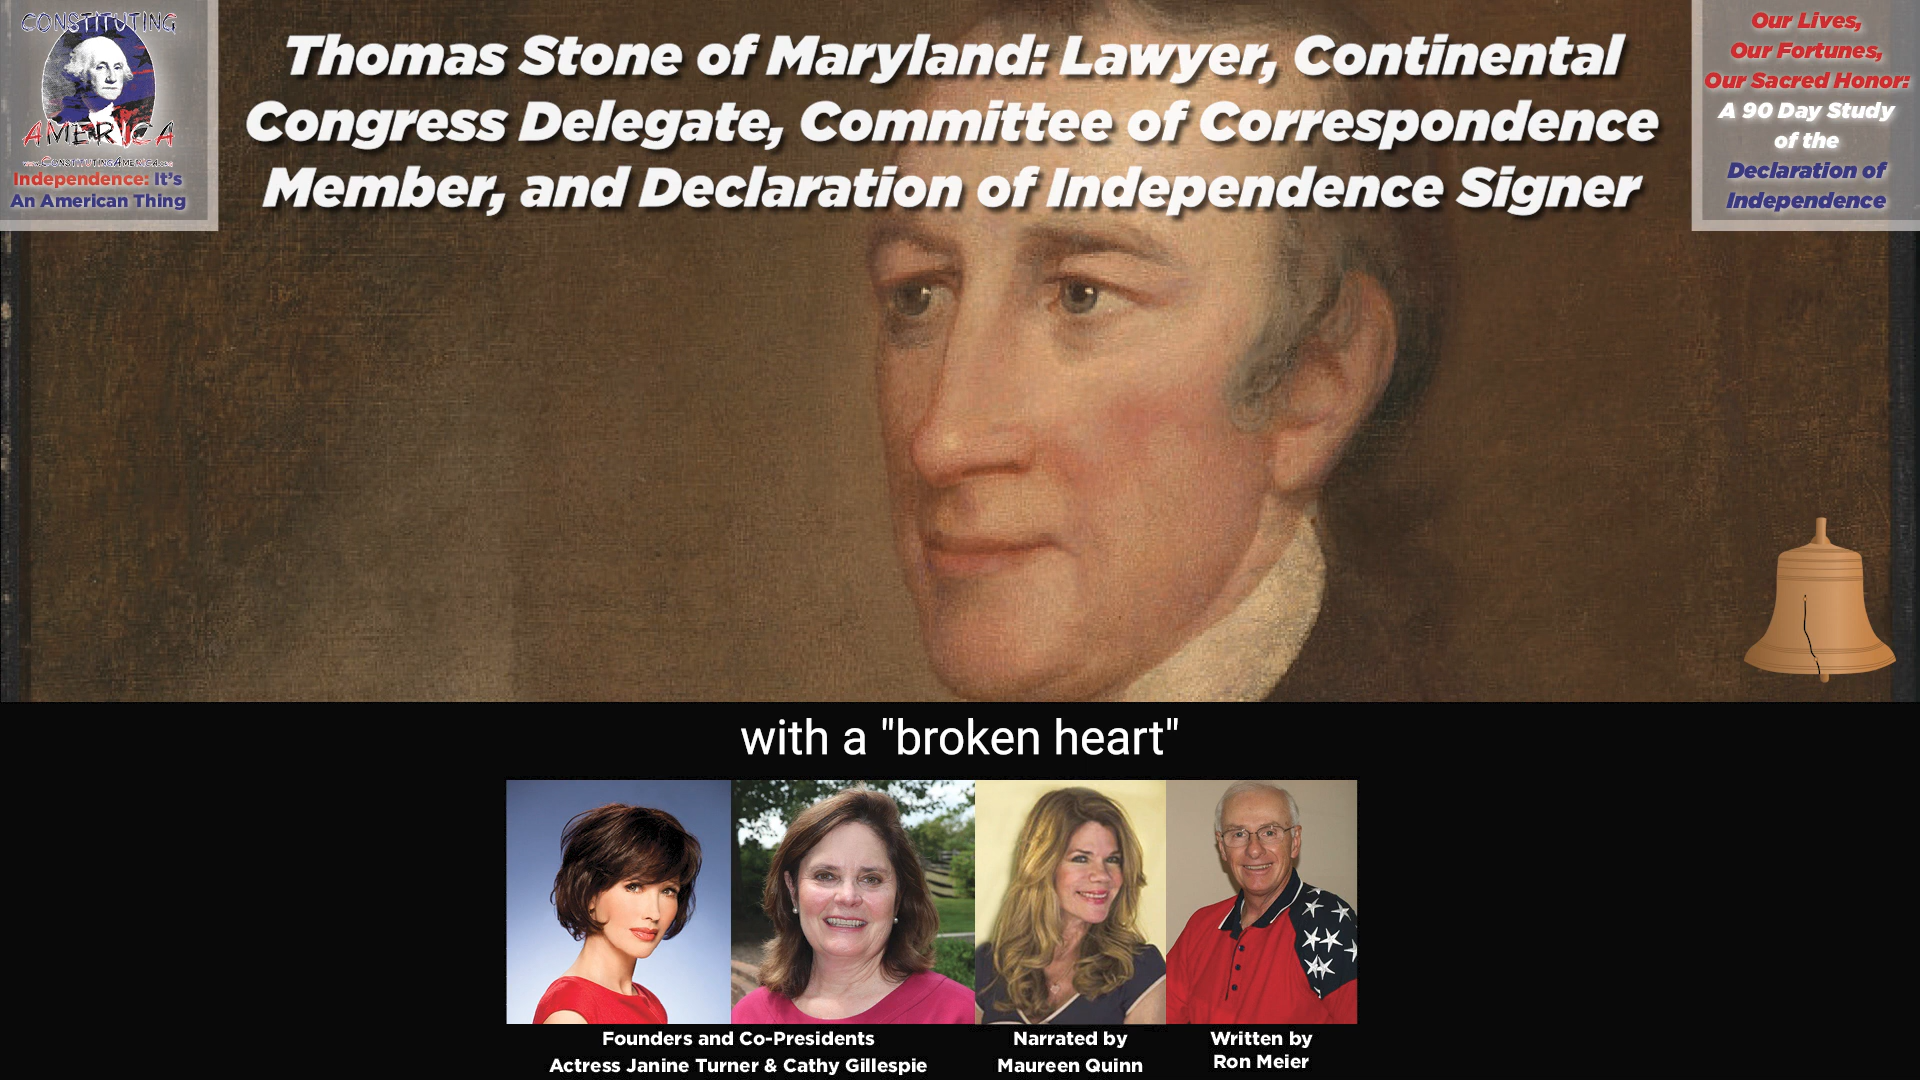 CONSTITUTING
AMERICA
www.ConstitutingAmerica.org
Independence: It's
An American Thing
Thomas Stone of Maryland: Lawyer, Continental
Congress Delegate, Committee of Correspondence
Member, and Declaration of Independence Signer
Our Lives,
Our Fortunes,
Our Sacred Honor:
A 90 Day Study
of the
Declaration of
Independence
with a "broken heart"
Founders and Co-Presidents
Actress Janine Turner & Cathy Gillespie
Narrated by
Maureen Quinn
Written by
Ron Meier